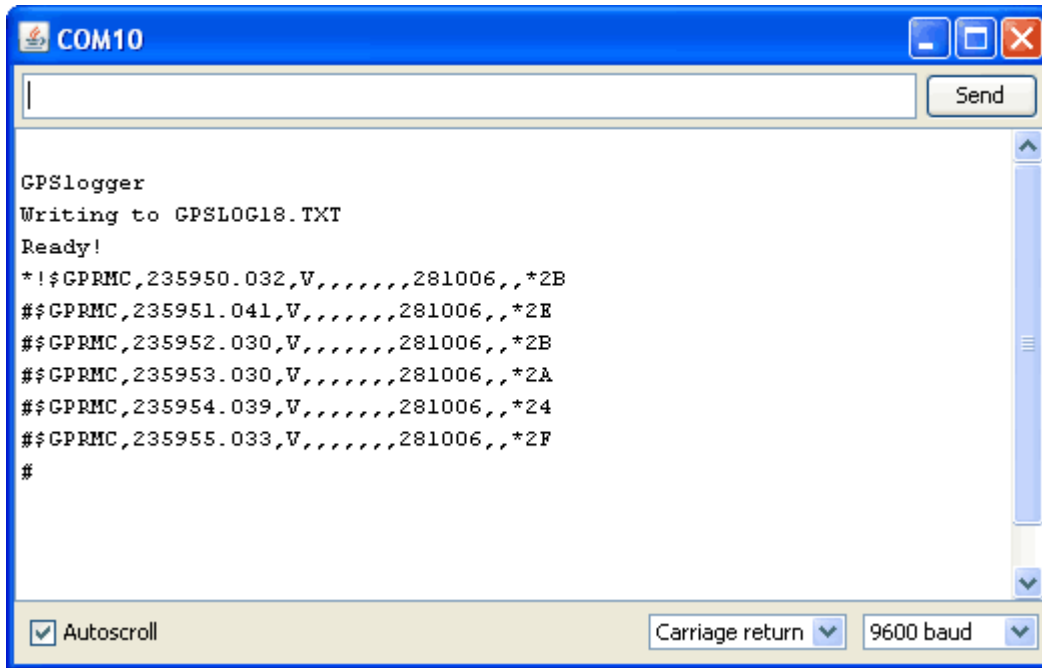 COM10
Send
GPSlogger
Writing to GPSLOG18.TXT
Ready!
*!$GPRMC,235950.032,V,,,,,,,281006,,*2B
#$GPRMC,235951.041,V,,,,,,,281006,,*2E
#$GPRMC,235952.030,V,,,,,,,281006,,*2B
#$GPRMC,235953.030,V,,,,,,,281006,,*2A
#$GPRMC,235954.039,V,,,,,,,281006,,*24
#$GPRMC,235955.033,V,,,,,,,281006,,*2F
#
Autoscroll Carriage return 9600 baud